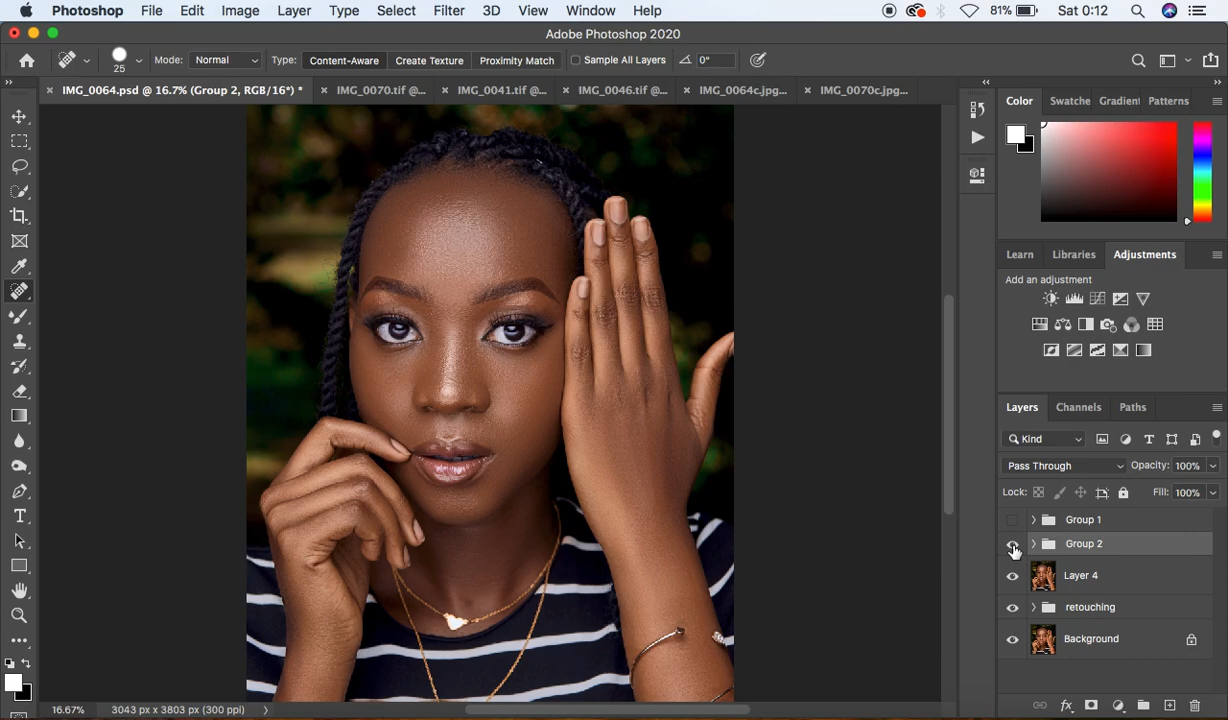 Photoshop File Edit Image Layer Type Select Filter 3D View Window Help 81% Sat 0:12
Adobe Photoshop 2020
25 Mode: Normal Type: Content-Aware Create Texture Proximity Match Sample All Layers 0°
IMG_0064.psd @ 16.7% (Group 2, RGB/16*) * IMG_0070.tif @... IMG_0041.tif @... IMG_0046.tif @... IMG_0064c.jpg... IMG_0070c.jpg...
Color Swatche Gradient Patterns
Learn Libraries Adjustments
Add an adjustment
Layers Channels Paths
Kind
Pass Through Opacity: 100%
Lock: Fill: 100%
Group 1
Group 2
Layer 4
retouching
Background
16.67% 3043 px x 3803 px (300 ppi)